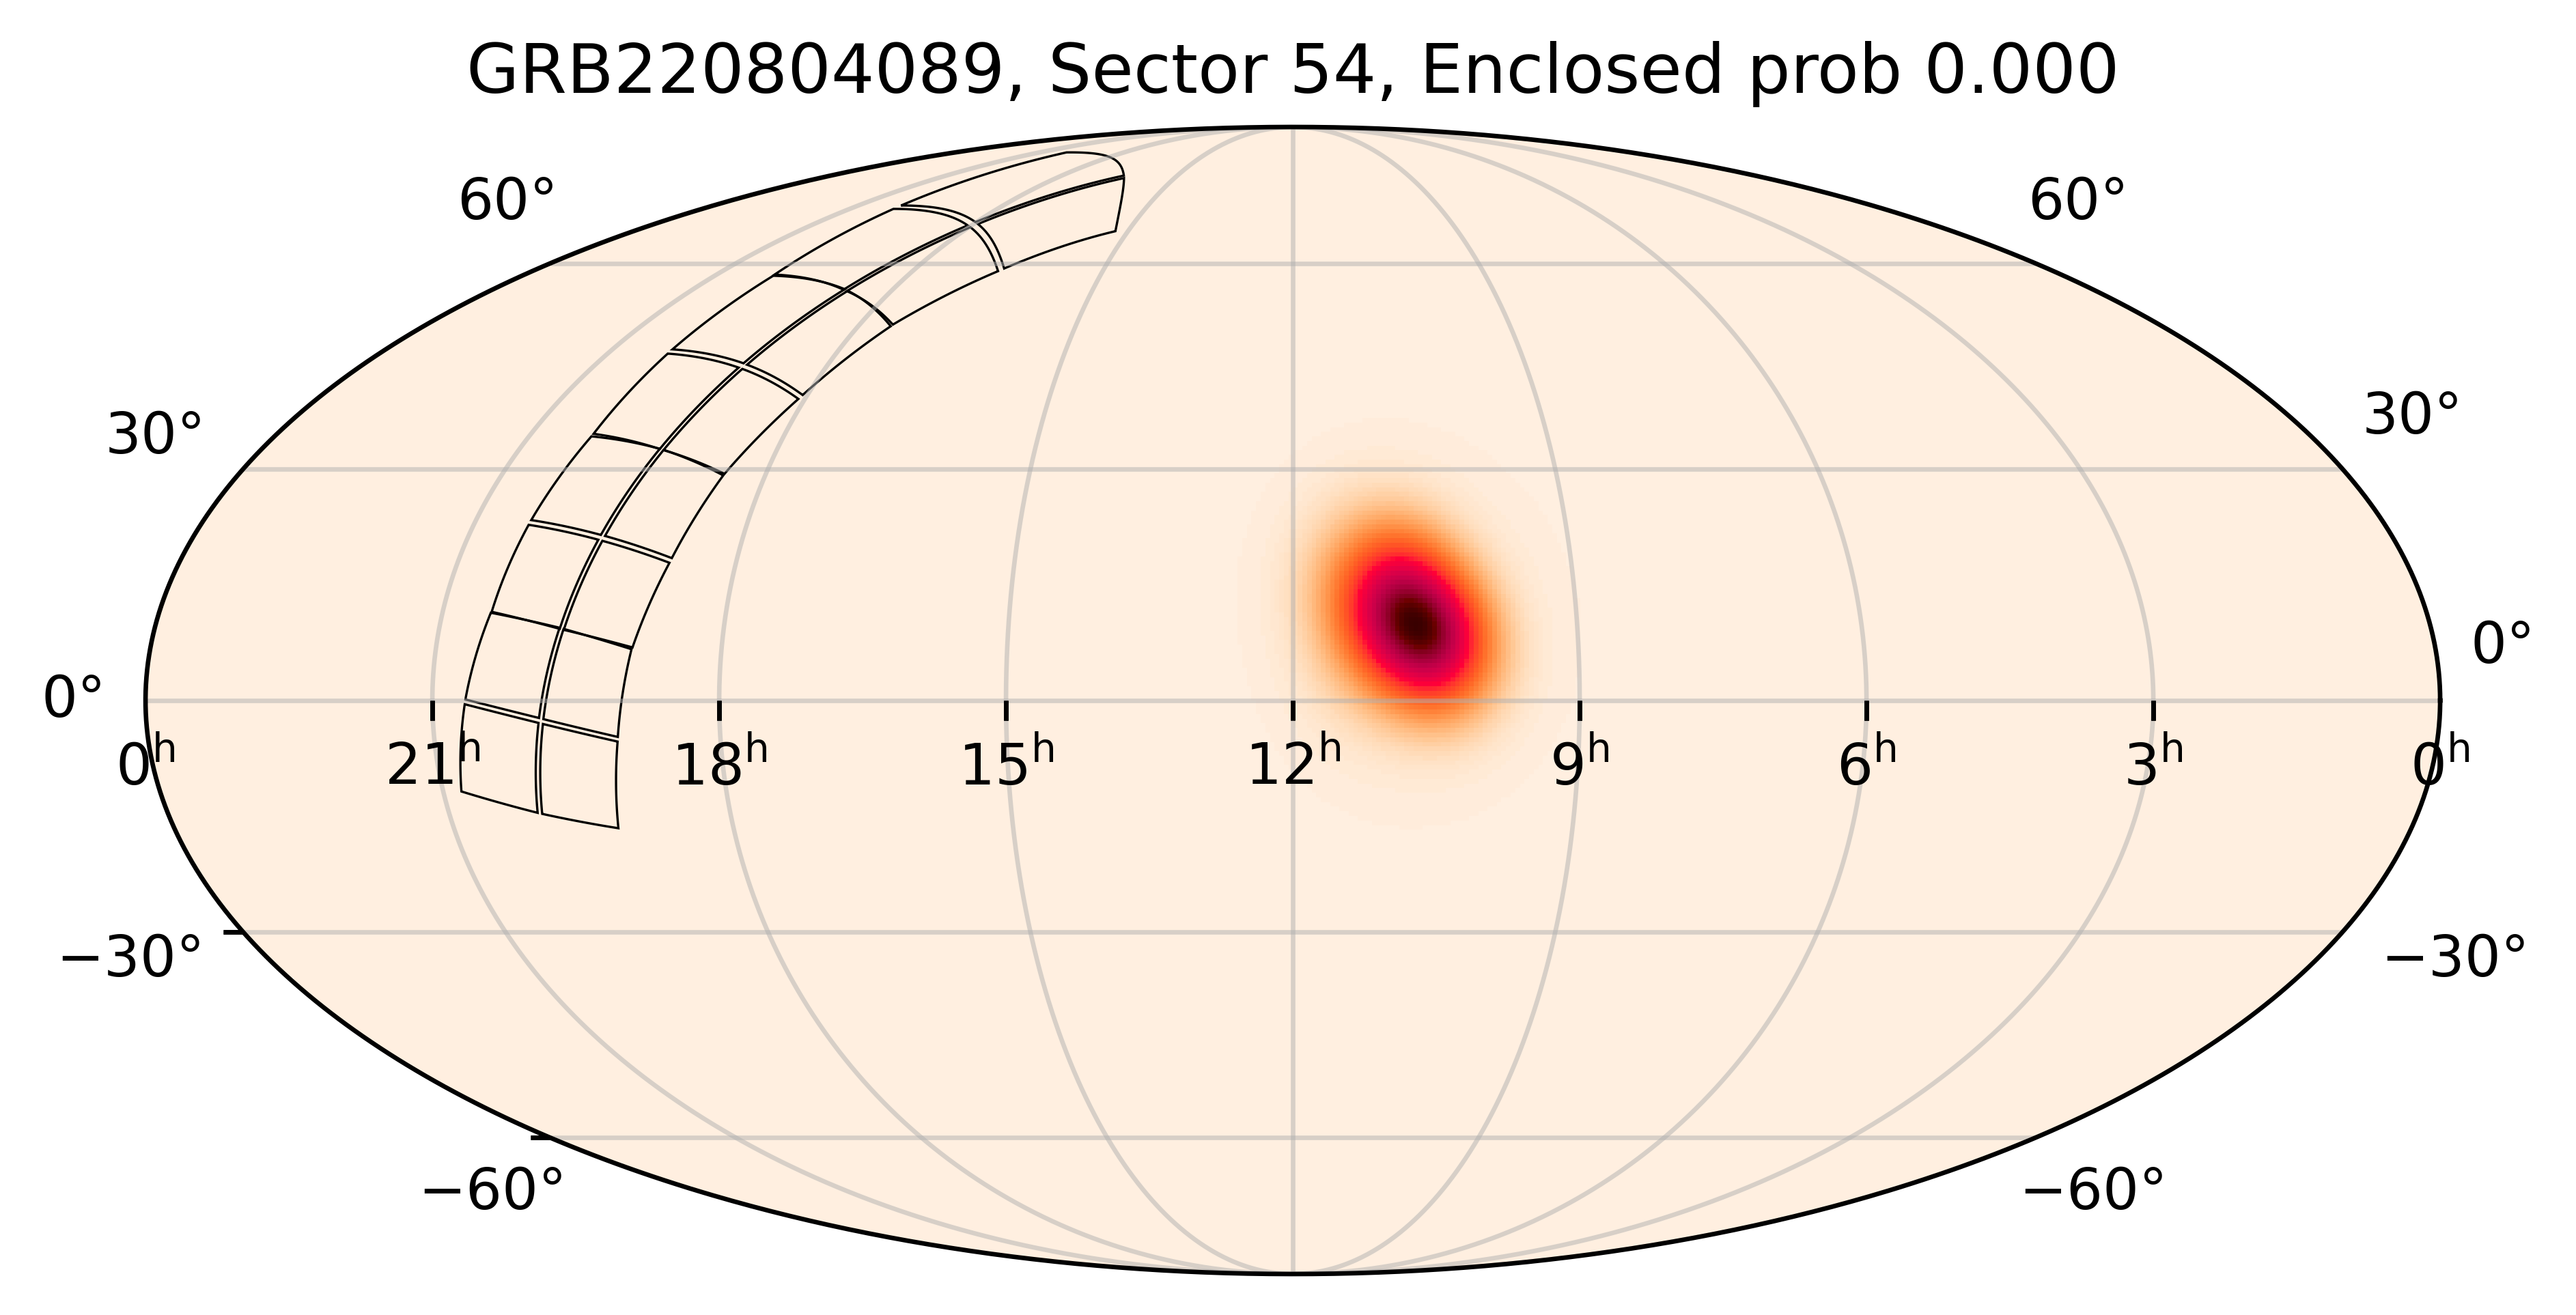 GRB220804089, Sector 54, Enclosed prob 0.000
60° 60°
30° 30°
0° 0°
0ʰ 21ʰ 18ʰ 15ʰ 12ʰ 9ʰ 6ʰ 3ʰ 0ʰ
−30° −30°
−60° −60°